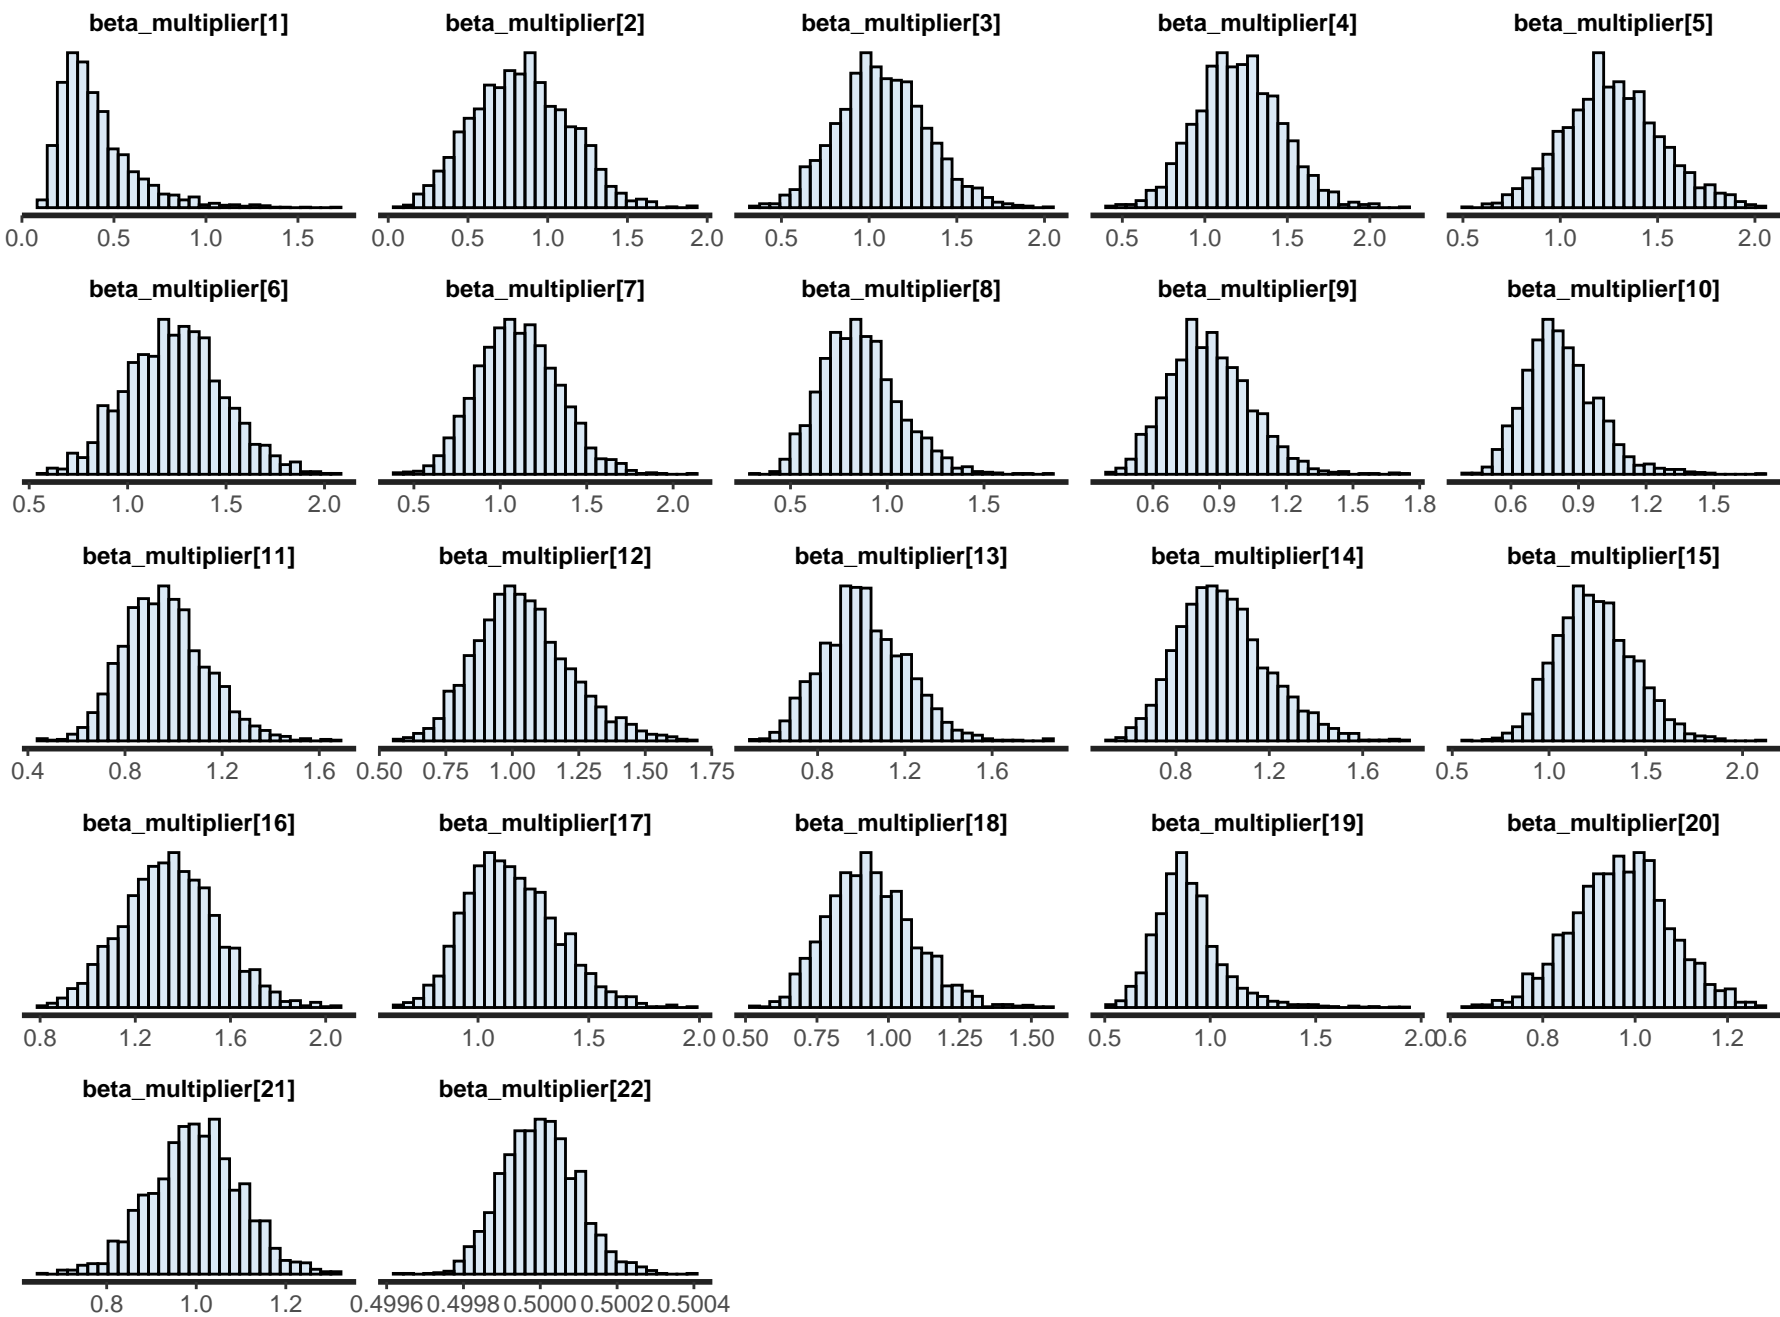 beta_multiplier[1] beta_multiplier[2] beta_multiplier[3] beta_multiplier[4] beta_multiplier[5]
0.0 0.5 1.0 1.5 0.0 0.5 1.0 1.5 2.0 0.5 1.0 1.5 2.0 0.5 1.0 1.5 2.0 0.5 1.0 1.5 2.0
beta_multiplier[6] beta_multiplier[7] beta_multiplier[8] beta_multiplier[9] beta_multiplier[10]
0.5 1.0 1.5 2.0 0.5 1.0 1.5 2.0 0.5 1.0 1.5 0.6 0.9 1.2 1.5 1.8 0.6 0.9 1.2 1.5
beta_multiplier[11] beta_multiplier[12] beta_multiplier[13] beta_multiplier[14] beta_multiplier[15]
0.4 0.8 1.2 1.6 0.50 0.75 1.00 1.25 1.50 1.75 0.8 1.2 1.6 0.8 1.2 1.6 0.5 1.0 1.5 2.0
beta_multiplier[16] beta_multiplier[17] beta_multiplier[18] beta_multiplier[19] beta_multiplier[20]
0.8 1.2 1.6 2.0 1.0 1.5 2.0 0.50 0.75 1.00 1.25 1.50 0.5 1.0 1.5 2.0 0.6 0.8 1.0 1.2
beta_multiplier[21] beta_multiplier[22]
0.8 1.0 1.2 0.4996 0.4998 0.5000 0.5002 0.5004